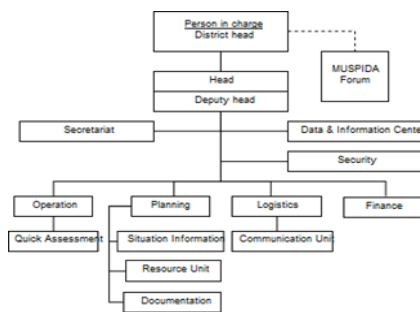 Person in charge
District head
MUSPIDA
Forum
Head
Deputy head
Secretariat
Data & Information Center
Security
Operation
Planning
Logistics
Finance
Quick Assessment
Situation Information
Communication Unit
Resource Unit
Documentation